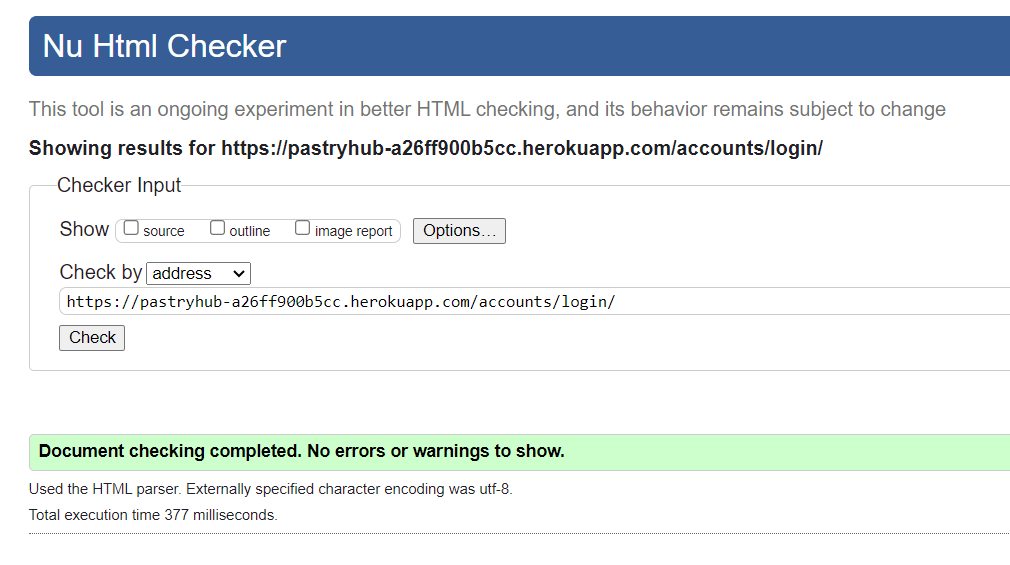 Nu Html Checker
This tool is an ongoing experiment in better HTML checking, and its behavior remains subject to change
Showing results for https://pastryhub-a26ff900b5cc.herokuapp.com/accounts/login/
Checker Input
Show source outline image report Options...
Check by address
https://pastryhub-a26ff900b5cc.herokuapp.com/accounts/login/
Check
Document checking completed. No errors or warnings to show.
Used the HTML parser. Externally specified character encoding was utf-8.
Total execution time 377 milliseconds.